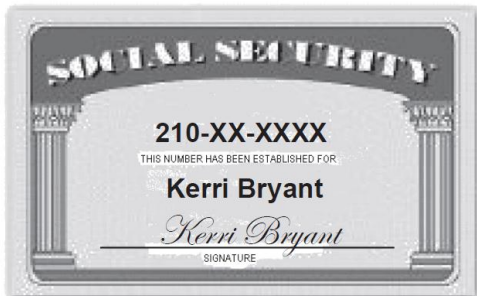 SOCIAL SECURITY
210-XX-XXXX
THIS NUMBER HAS BEEN ESTABLISHED FOR
Kerri Bryant
Kerri Bryant
SIGNATURE